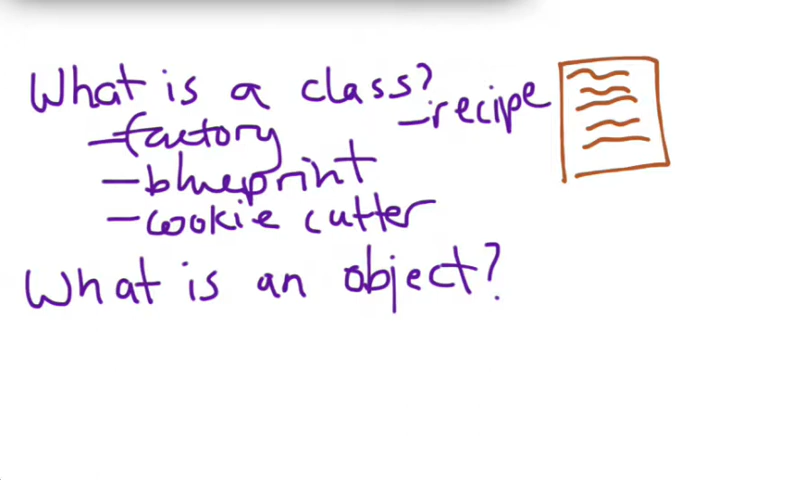 What is a class?
-recipe
-factory
-blueprint
-cookie cutter
What is an object?